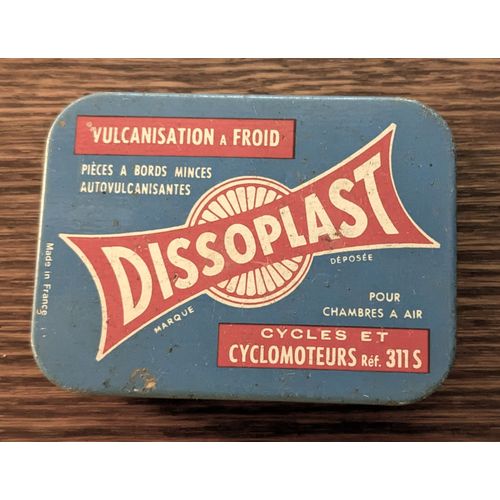 VULCANISATION A FROID
PIÈCES A BORDS MINCES
AUTOVULCANISANTES
DISSOPLAST
MARQUE DÉPOSÉE
Made in France
POUR
CHAMBRES A AIR
CYCLES ET
CYCLOMOTEURS Réf. 311 S